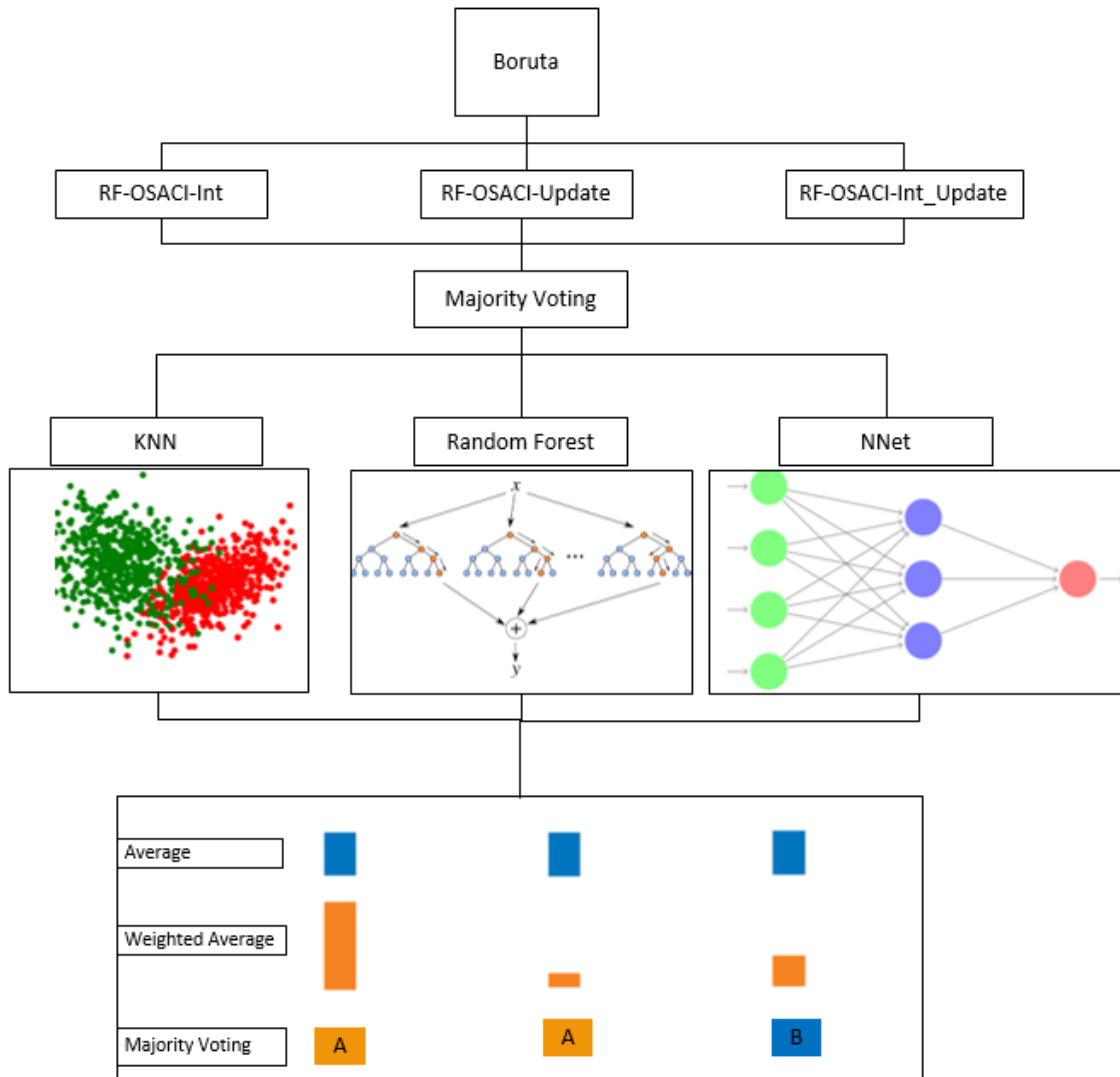 Boruta
RF-OSACI-Int
RF-OSACI-Update
RF-OSACI-Int_Update
Majority Voting
KNN
Random Forest
NNet
x
...
+
y
Average
Weighted Average
Majority Voting
A
A
B